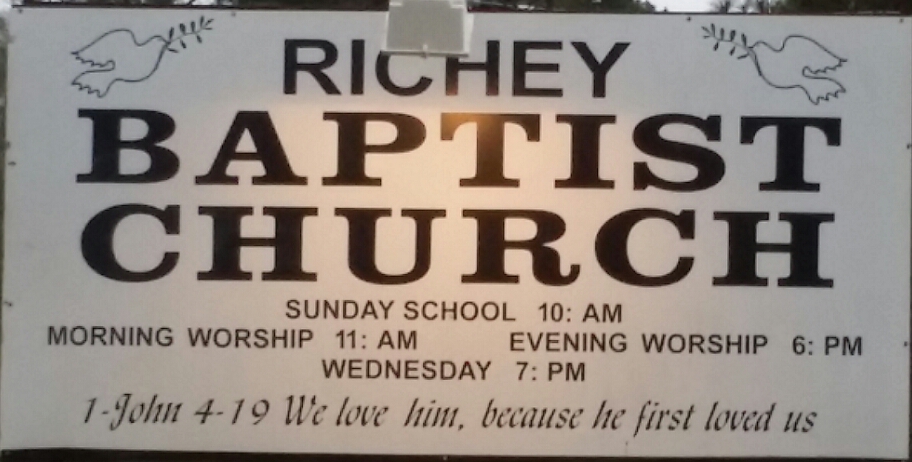 RICHEY
BAPTIST
CHURCH
SUNDAY SCHOOL 10: AM
MORNING WORSHIP 11: AM EVENING WORSHIP 6: PM
WEDNESDAY 7: PM
1-John 4-19 We love him, because he first loved us